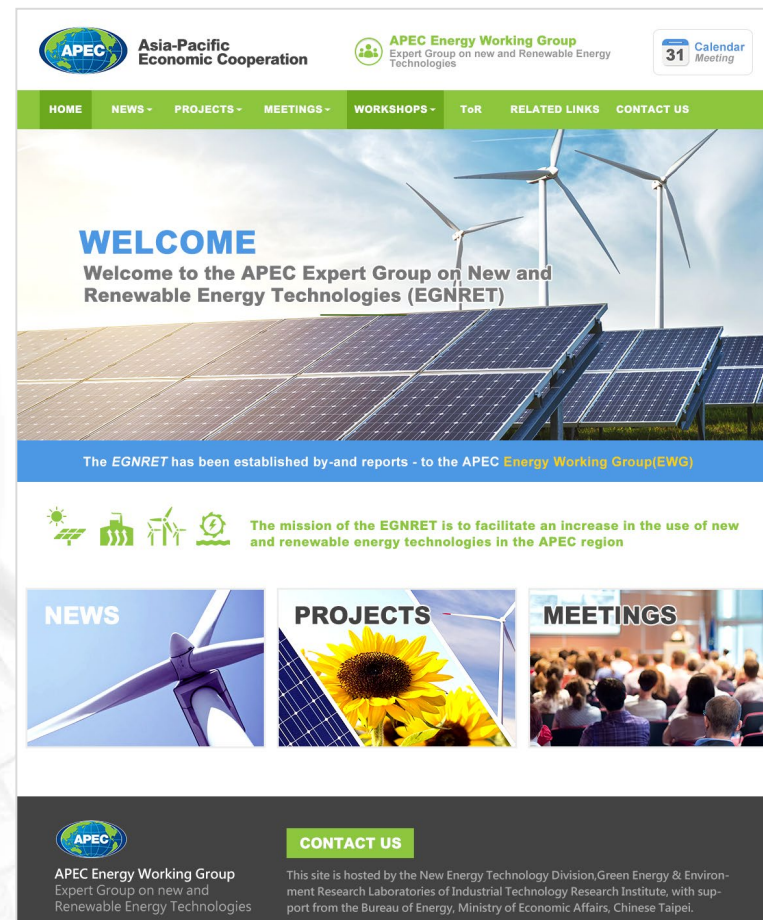 APEC
Asia-Pacific
Economic Cooperation
APEC Energy Working Group
Expert Group on new and Renewable Energy
Technologies
31
Calendar
Meeting
HOME NEWS PROJECTS MEETINGS WORKSHOPS ToR RELATED LINKS CONTACT US
WELCOME
Welcome to the APEC Expert Group on New and
Renewable Energy Technologies (EGNRET)
The EGNRET has been established by-and reports - to the APEC Energy Working Group(EWG)
The mission of the EGNRET is to facilitate an increase in the use of new
and renewable energy technologies in the APEC region
NEWS
PROJECTS
MEETINGS
APEC
APEC Energy Working Group
Expert Group on new and
Renewable Energy Technologies
CONTACT US
This site is hosted by the New Energy Technology Division,Green Energy & Environ-
ment Research Laboratories of Industrial Technology Research Institute, with sup-
port from the Bureau of Energy, Ministry of Economic Affairs, Chinese Taipei.